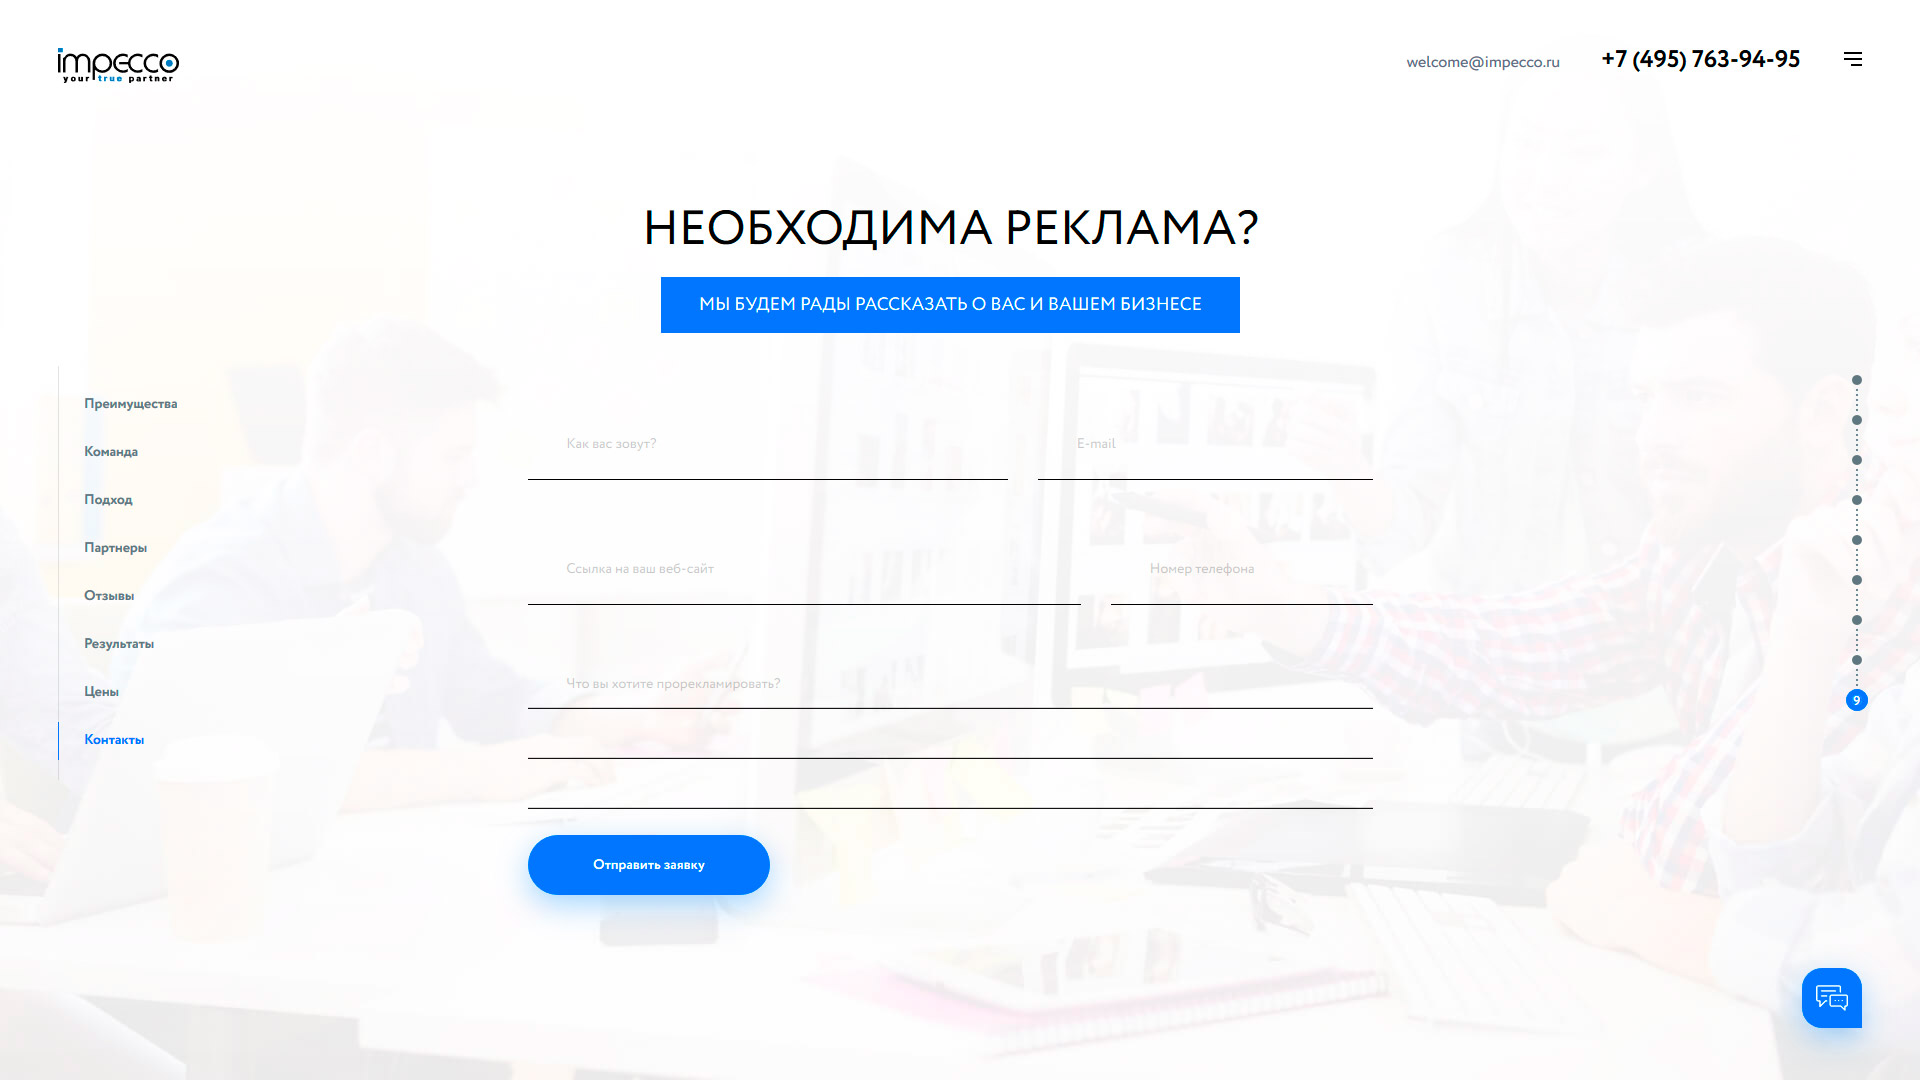 impecco
your true partner
welcome@impecco.ru
+7 (495) 763-94-95
НЕОБХОДИМА РЕКЛАМА?
МЫ БУДЕМ РАДЫ РАССКАЗАТЬ О ВАС И ВАШЕМ БИЗНЕСЕ
Преимущества
Команда
Подход
Партнеры
Отзывы
Результаты
Цены
Контакты
Как вас зовут?
E-mail
Ссылка на ваш веб-сайт
Номер телефона
Что вы хотите прорекламировать?
Отправить заявку
9